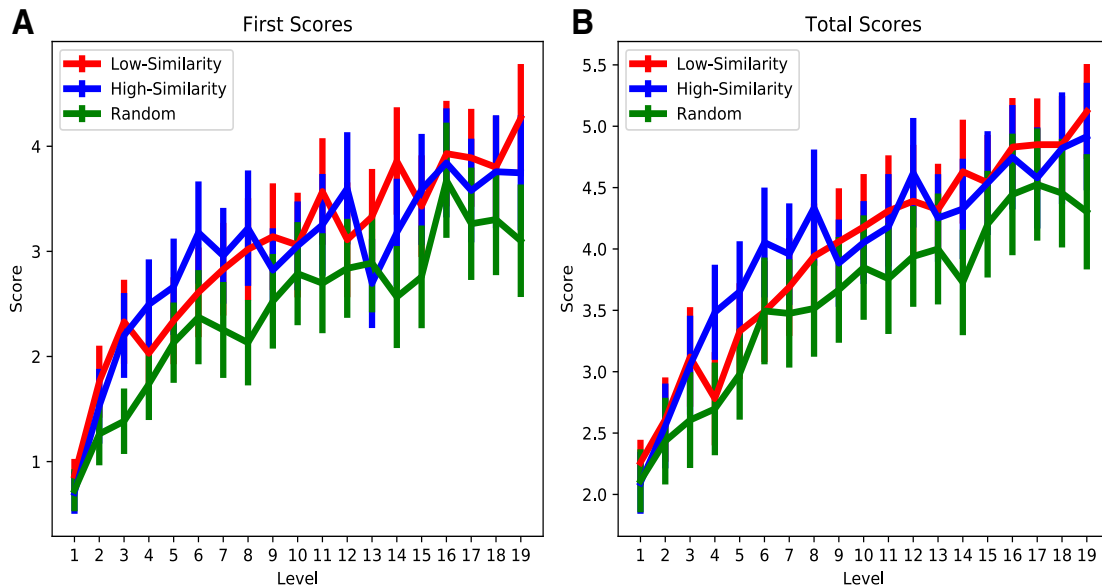 A
First Scores
Low-Similarity
High-Similarity
Random
4
3
2
1
Score
1 2 3 4 5 6 7 8 9 10 11 12 13 14 15 16 17 18 19
Level
B
Total Scores
Low-Similarity
High-Similarity
Random
5.5
5.0
4.5
4.0
3.5
3.0
2.5
2.0
Score
1 2 3 4 5 6 7 8 9 10 11 12 13 14 15 16 17 18 19
Level